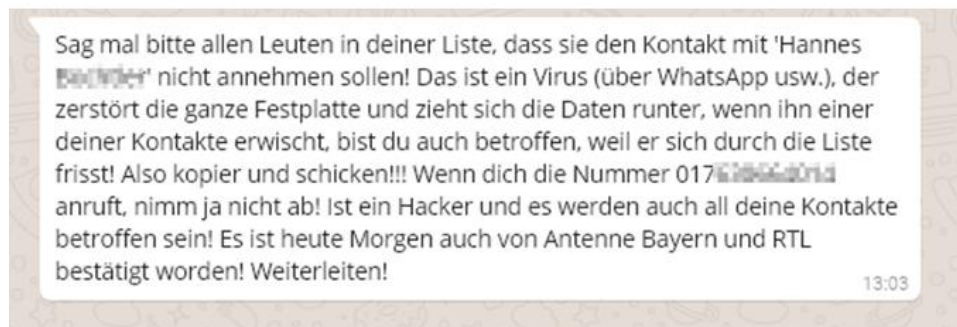 Sag mal bitte allen Leuten in deiner Liste, dass sie den Kontakt mit 'Hannes
' nicht annehmen sollen! Das ist ein Virus (über WhatsApp usw.), der
zerstört die ganze Festplatte und zieht sich die Daten runter, wenn ihn einer
deiner Kontakte erwischt, bist du auch betroffen, weil er sich durch die Liste
frisst! Also kopier und schicken!!! Wenn dich die Nummer 017
anruft, nimm ja nicht ab! Ist ein Hacker und es werden auch all deine Kontakte
betroffen sein! Es ist heute Morgen auch von Antenne Bayern und RTL
bestätigt worden! Weiterleiten!
13:03